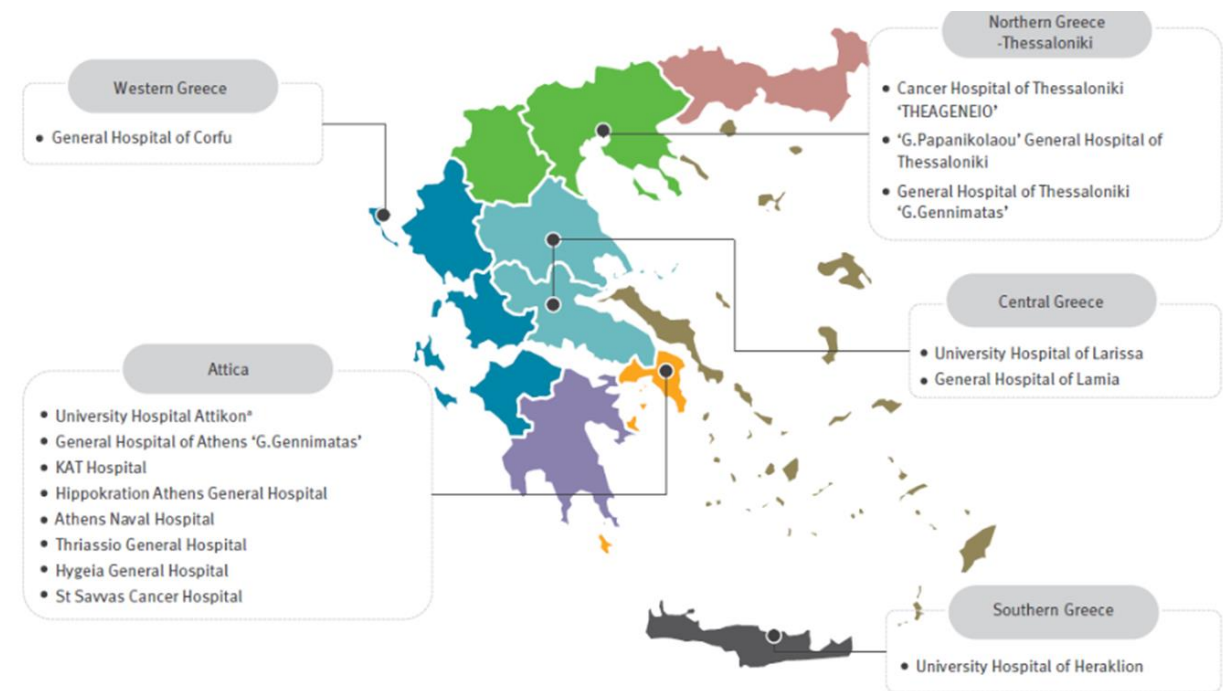 Western Greece
• General Hospital of Corfu
Attica
• University Hospital Attikonª
• General Hospital of Athens ‘G.Gennimatas’
• KAT Hospital
• Hippokration Athens General Hospital
• Athens Naval Hospital
• Thriassio General Hospital
• Hygeia General Hospital
• St Savvas Cancer Hospital
Northern Greece
-Thessaloniki
• Cancer Hospital of Thessaloniki
‘THEAGENEIO’
• ‘G.Papanikolaou’ General Hospital of
Thessaloniki
• General Hospital of Thessaloniki
‘G.Gennimatas’
Central Greece
• University Hospital of Larissa
• General Hospital of Lamia
Southern Greece
• University Hospital of Heraklion